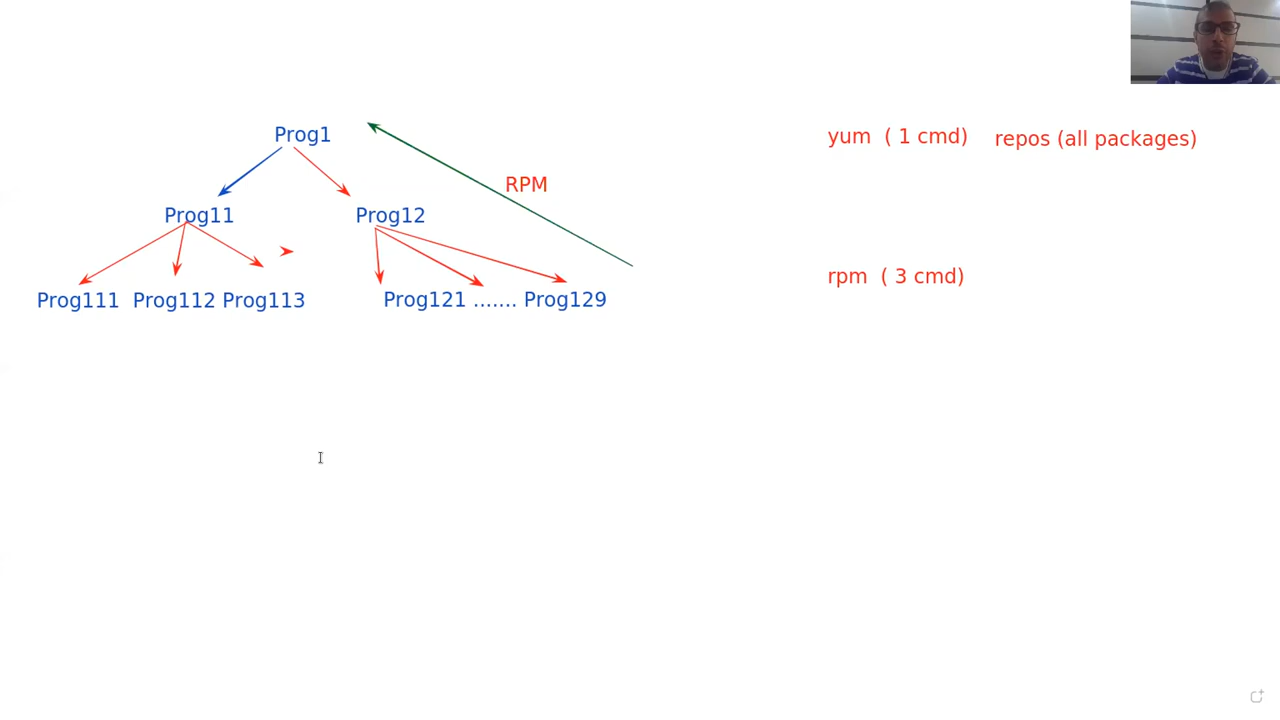 Prog1
yum ( 1 cmd) repos (all packages)
RPM
Prog11 Prog12
rpm ( 3 cmd)
Prog111 Prog112 Prog113 Prog121 ....... Prog129